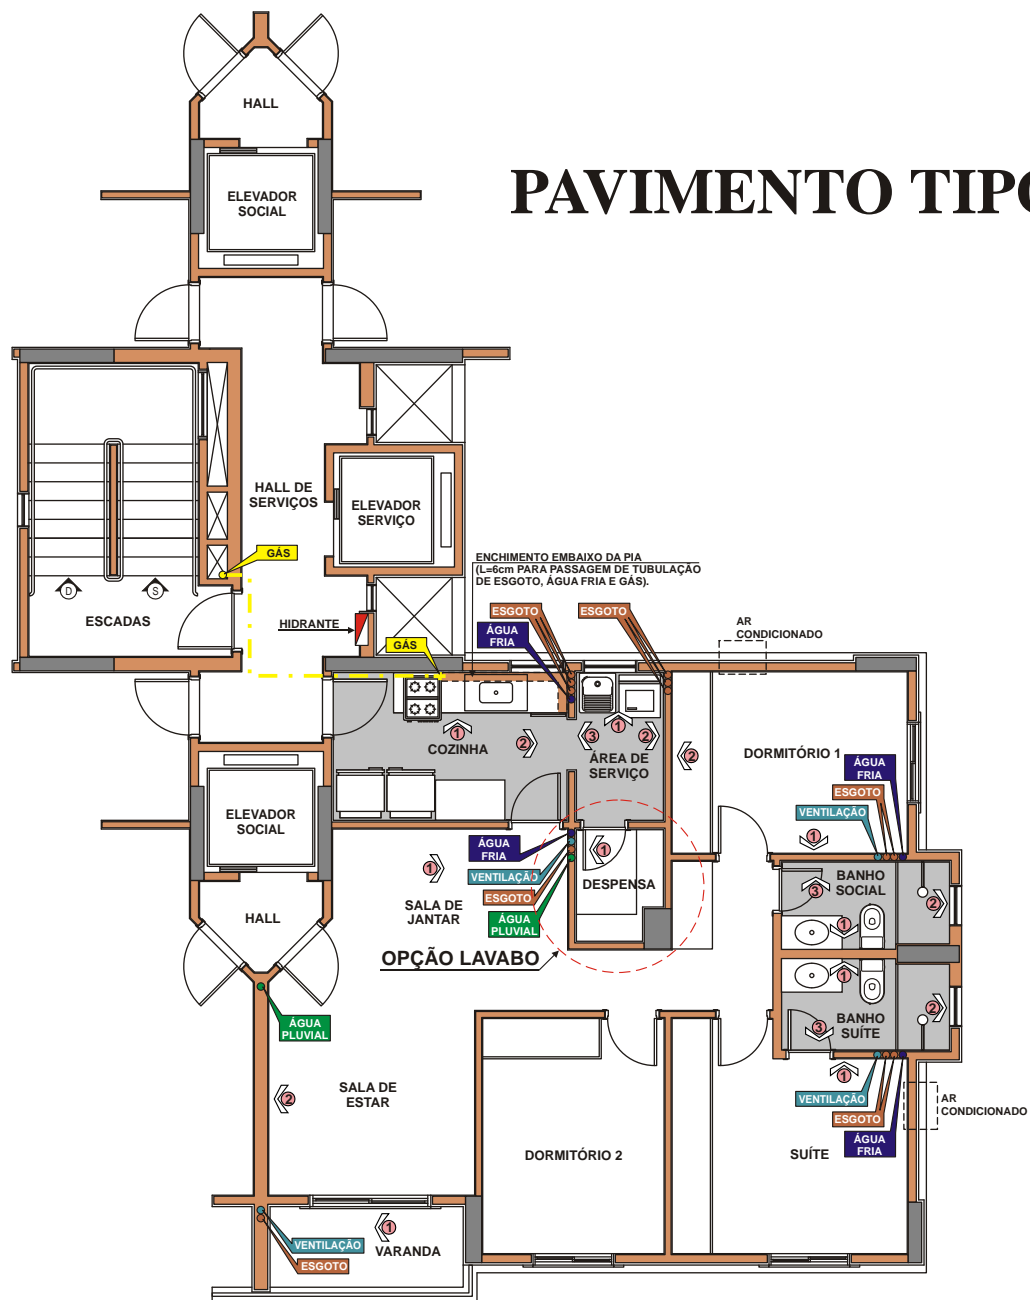 HALL
ELEVADOR
SOCIAL
PAVIMENTO TIPO
HALL DE
SERVIÇOS
ELEVADOR
SERVIÇO
GÁS
ENCHIMENTO EMBAIXO DA PIA
(L=6cm PARA PASSAGEM DE TUBULAÇÃO
DE ESGOTO, ÁGUA FRIA E GÁS).
D
S
ESCADAS
HIDRANTE
ESGOTO
ESGOTO
ÁGUA
FRIA
AR
CONDICIONADO
GÁS
1
COZINHA
2
3
1
2
ÁREA DE
SERVIÇO
2
DORMITÓRIO 1
ÁGUA
FRIA
ESGOTO
VENTILAÇÃO
1
ELEVADOR
SOCIAL
ÁGUA
FRIA
VENTILAÇÃO
ESGOTO
ÁGUA
PLUVIAL
1
SALA DE
JANTAR
1
DESPENSA
BANHO
SOCIAL
3
2
1
HALL
OPÇÃO LAVABO
1
2
BANHO
SUÍTE
3
ÁGUA
PLUVIAL
1
VENTILAÇÃO
ESGOTO
ÁGUA
FRIA
AR
CONDICIONADO
SALA DE
ESTAR
2
DORMITÓRIO 2
SUÍTE
1
VARANDA
VENTILAÇÃO
ESGOTO